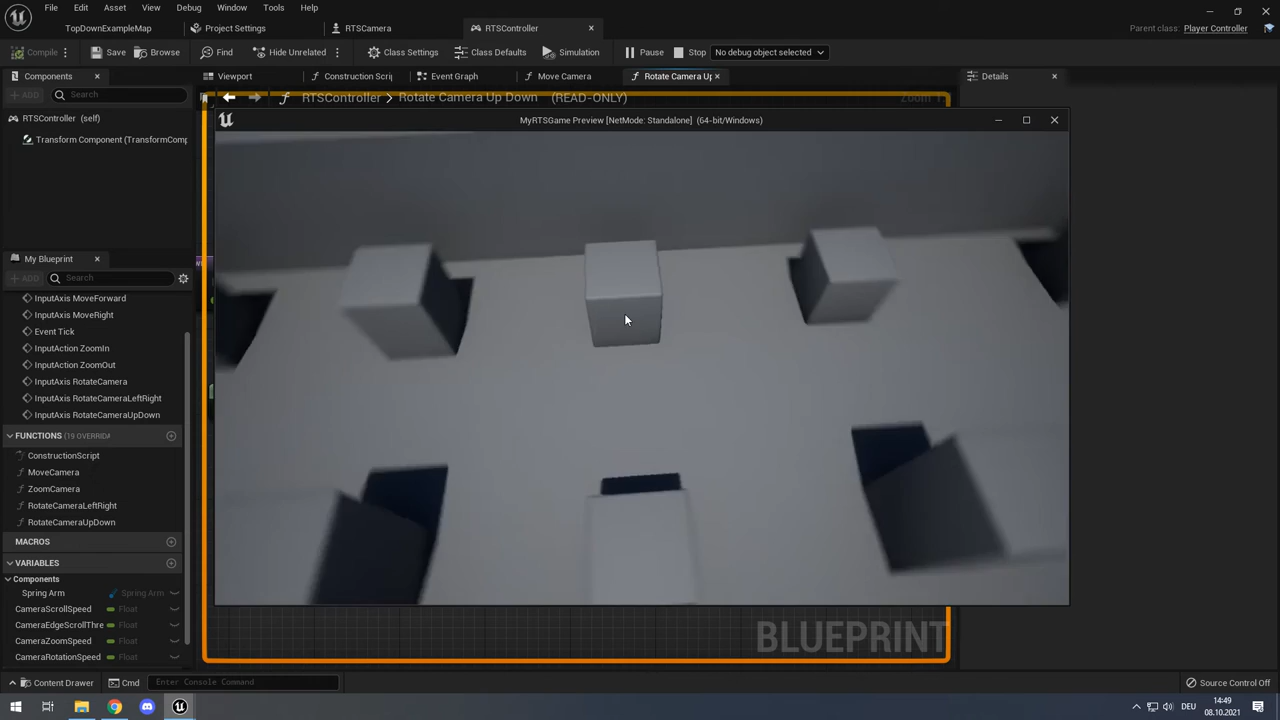 File Edit Asset View Debug Window Tools Help
TopDownExampleMap Project Settings RTSCamera RTSController
Parent class: Player Controller
Compile Save Browse Find Hide Unrelated Class Settings Class Defaults Simulation Pause Stop No debug object selected
Components
ADD Search
RTSController (self)
Transform Component (TransformComp
My Blueprint
ADD Search
InputAxis MoveForward
InputAxis MoveRight
Event Tick
InputAction ZoomIn
InputAction ZoomOut
InputAxis RotateCamera
InputAxis RotateCameraLeftRight
InputAxis RotateCameraUpDown
FUNCTIONS (19 OVERRIDA
ConstructionScript
MoveCamera
ZoomCamera
RotateCameraLeftRight
RotateCameraUpDown
MACROS
VARIABLES
Components
Spring Arm Spring Arm
CameraScrollSpeed Float
CameraEdgeScrollThre Float
CameraZoomSpeed Float
CameraRotationSpeed Float
Viewport Construction Scrip Event Graph Move Camera Rotate Camera Up
RTSController > Rotate Camera Up Down (READ-ONLY)
MyRTSGame Preview [NetMode: Standalone] (64-bit/Windows)
BLUEPRINT
Details
Content Drawer Cmd Enter Console Command Source Control Off
DEU 14:49
08.10.2021